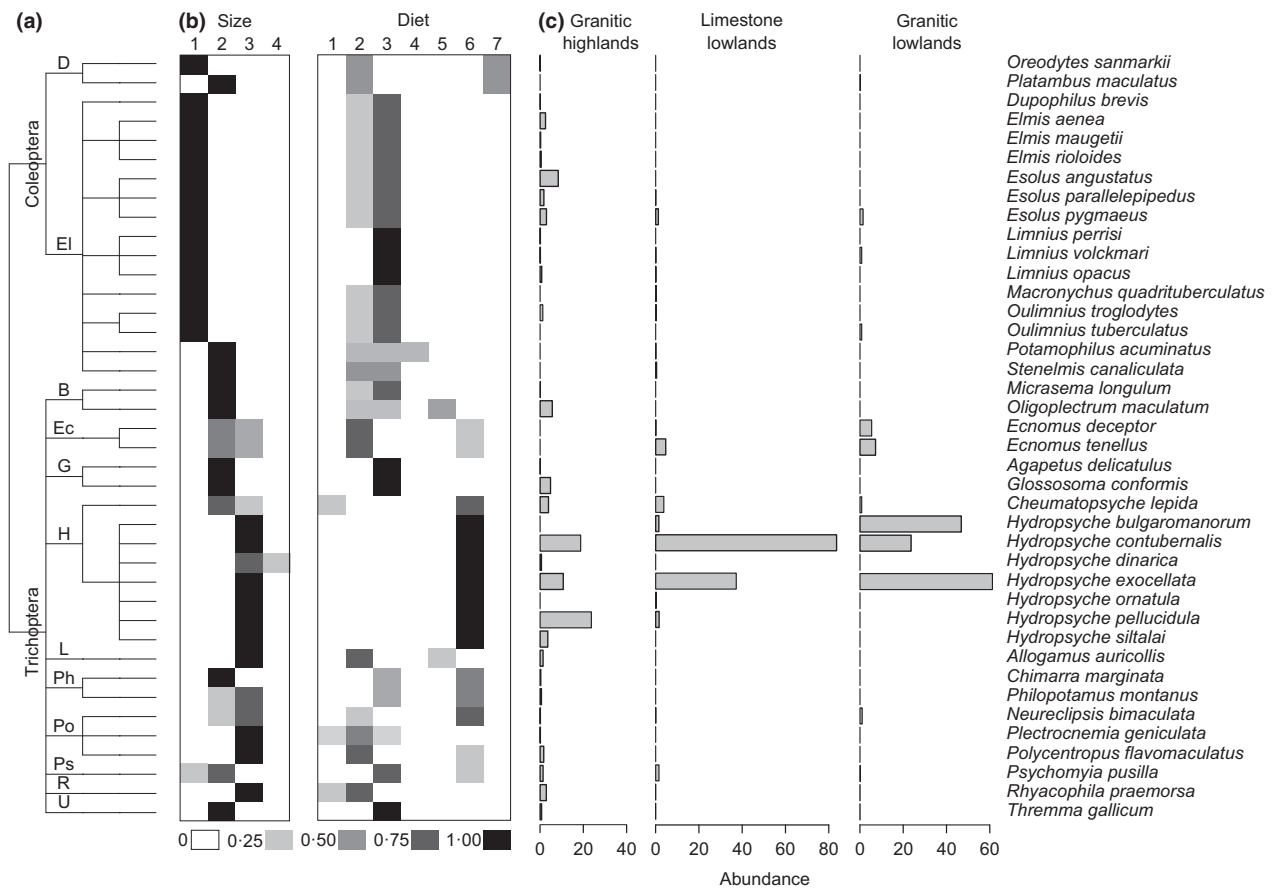 (a)
(b) Size
1 2 3 4
Diet
1 2 3 4 5 6 7
(c) Granitic highlands
Limestone lowlands
Granitic lowlands
Coleoptera
Trichoptera
D
El
B
Ec
G
H
L
Ph
Po
Ps
R
U
Oreodytes sanmarkii
Platambus maculatus
Dupophilus brevis
Elmis aenea
Elmis maugetii
Elmis rioloides
Esolus angustatus
Esolus parallelepipedus
Esolus pygmaeus
Limnius perrisi
Limnius volckmari
Limnius opacus
Macronychus quadrituberculatus
Oulimnius troglodytes
Oulimnius tuberculatus
Potamophilus acuminatus
Stenelmis canaliculata
Micrasema longulum
Oligoplectrum maculatum
Ecnomus deceptor
Ecnomus tenellus
Agapetus delicatulus
Glossosoma conformis
Cheumatopsyche lepida
Hydropsyche bulgaromanorum
Hydropsyche contubernalis
Hydropsyche dinarica
Hydropsyche exocellata
Hydropsyche ornatula
Hydropsyche pellucidula
Hydropsyche siltalai
Allogamus auricollis
Chimarra marginata
Philopotamus montanus
Neureclipsis bimaculata
Plectrocnemia geniculata
Polycentropus flavomaculatus
Psychomyia pusilla
Rhyacophila praemorsa
Thremma gallicum
0 0·25 0·50 0·75 1·00
0 40
0 20 40 60 80
0 20 40 60
Abundance